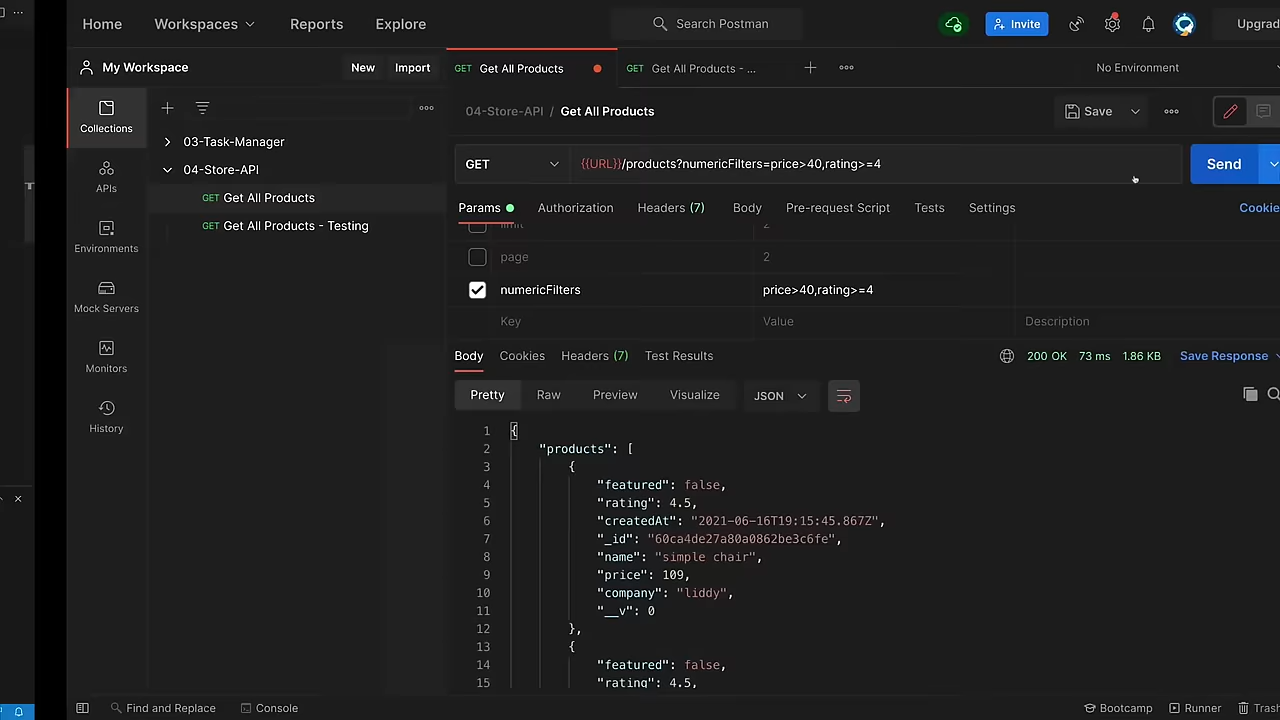 Home Workspaces Reports Explore Search Postman Invite Upgrad
My Workspace New Import GET Get All Products GET Get All Products - ... No Environment
04-Store-API / Get All Products Save
Collections
03-Task-Manager
04-Store-API
GET Get All Products
GET Get All Products - Testing
APIs
Environments
Mock Servers
Monitors
History
GET {{URL}}/products?numericFilters=price>40,rating>=4 Send
Params Authorization Headers (7) Body Pre-request Script Tests Settings Cookie
limit 2
page 2
numericFilters price>40,rating>=4
Key Value Description
Body Cookies Headers (7) Test Results 200 OK 73 ms 1.86 KB Save Response
Pretty Raw Preview Visualize JSON
1 {
2 "products": [
3 {
4 "featured": false,
5 "rating": 4.5,
6 "createdAt": "2021-06-16T19:15:45.867Z",
7 "_id": "60ca4de27a80a0862be3c6fe",
8 "name": "simple chair",
9 "price": 109,
10 "company": "liddy",
11 "__v": 0
12 },
13 {
14 "featured": false,
15 "rating": 4.5,
Find and Replace Console Bootcamp Runner Trash